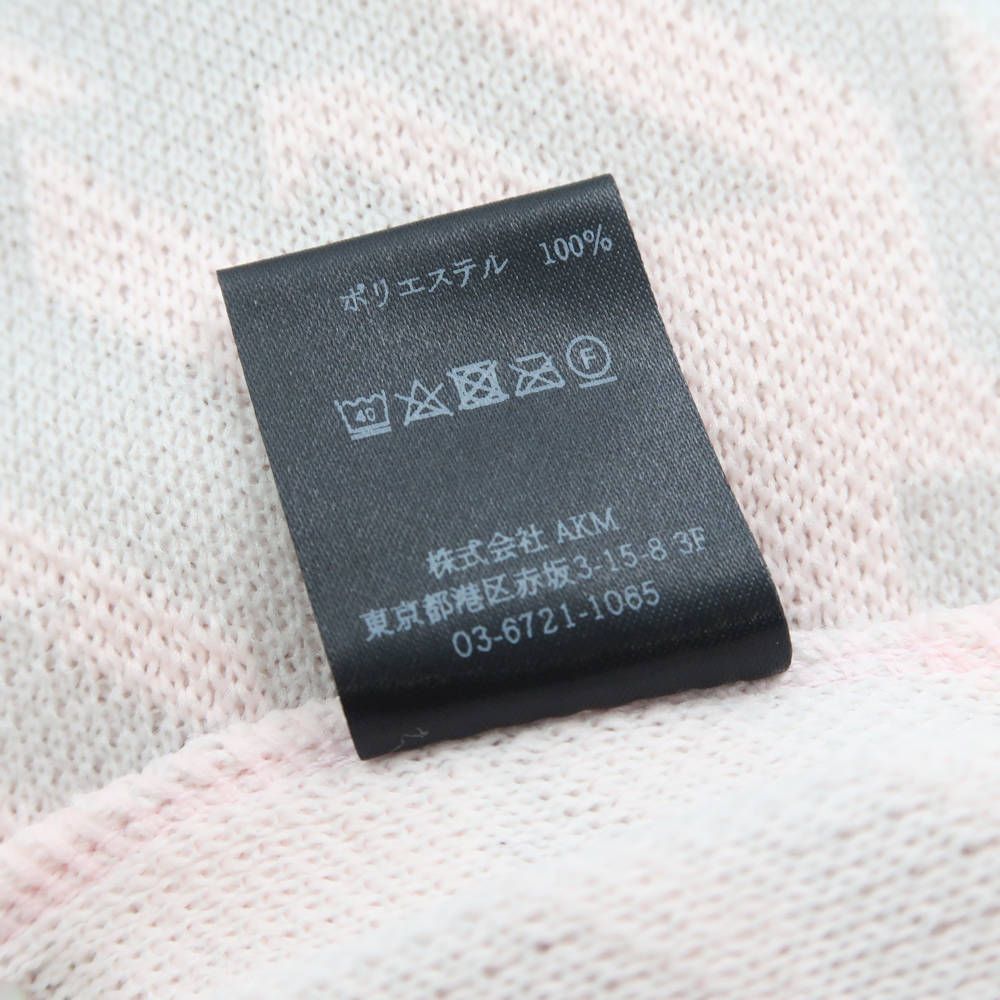 ポリエステル 100%
40 F
株式会社 AKM
東京都港区赤坂3-15-8 3F
03-6721-1065